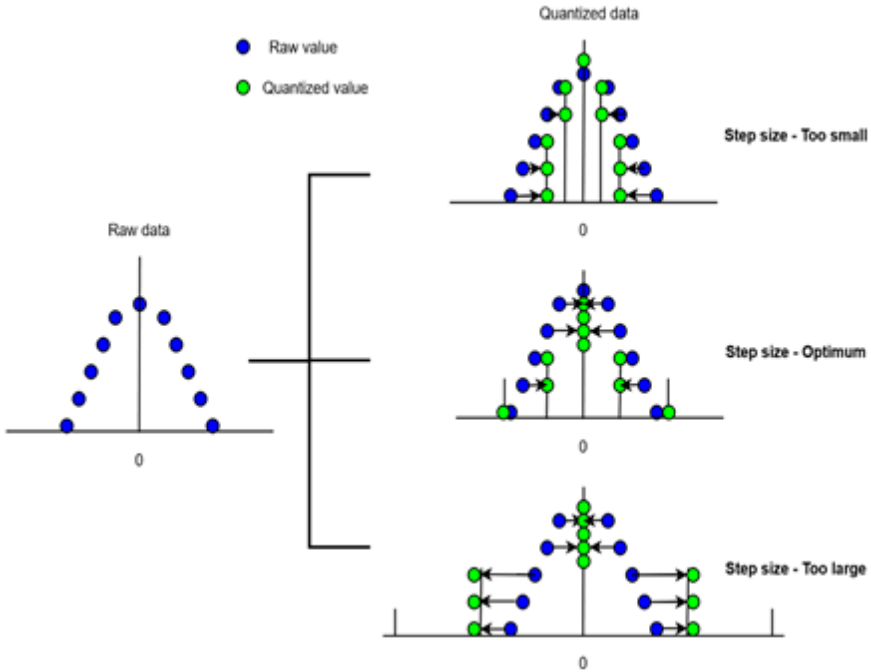 Quantized data
Raw value
Quantized value
Step size - Too small
0
Raw data
Step size - Optimum
0
0
Step size - Too large
0